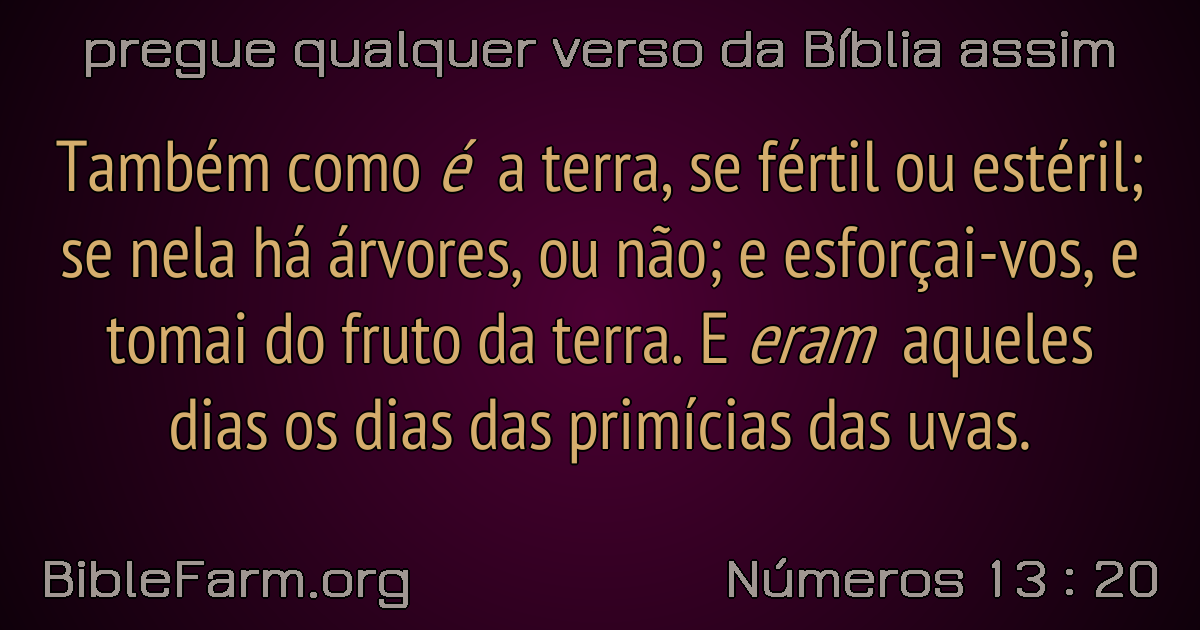 pregue qualquer verso da Bíblia assim
Também como é a terra, se fértil ou estéril;
se nela há árvores, ou não; e esforçai-vos, e
tomai do fruto da terra. E eram aqueles
dias os dias das primícias das uvas.
BibleFarm.org
Números 13 : 20